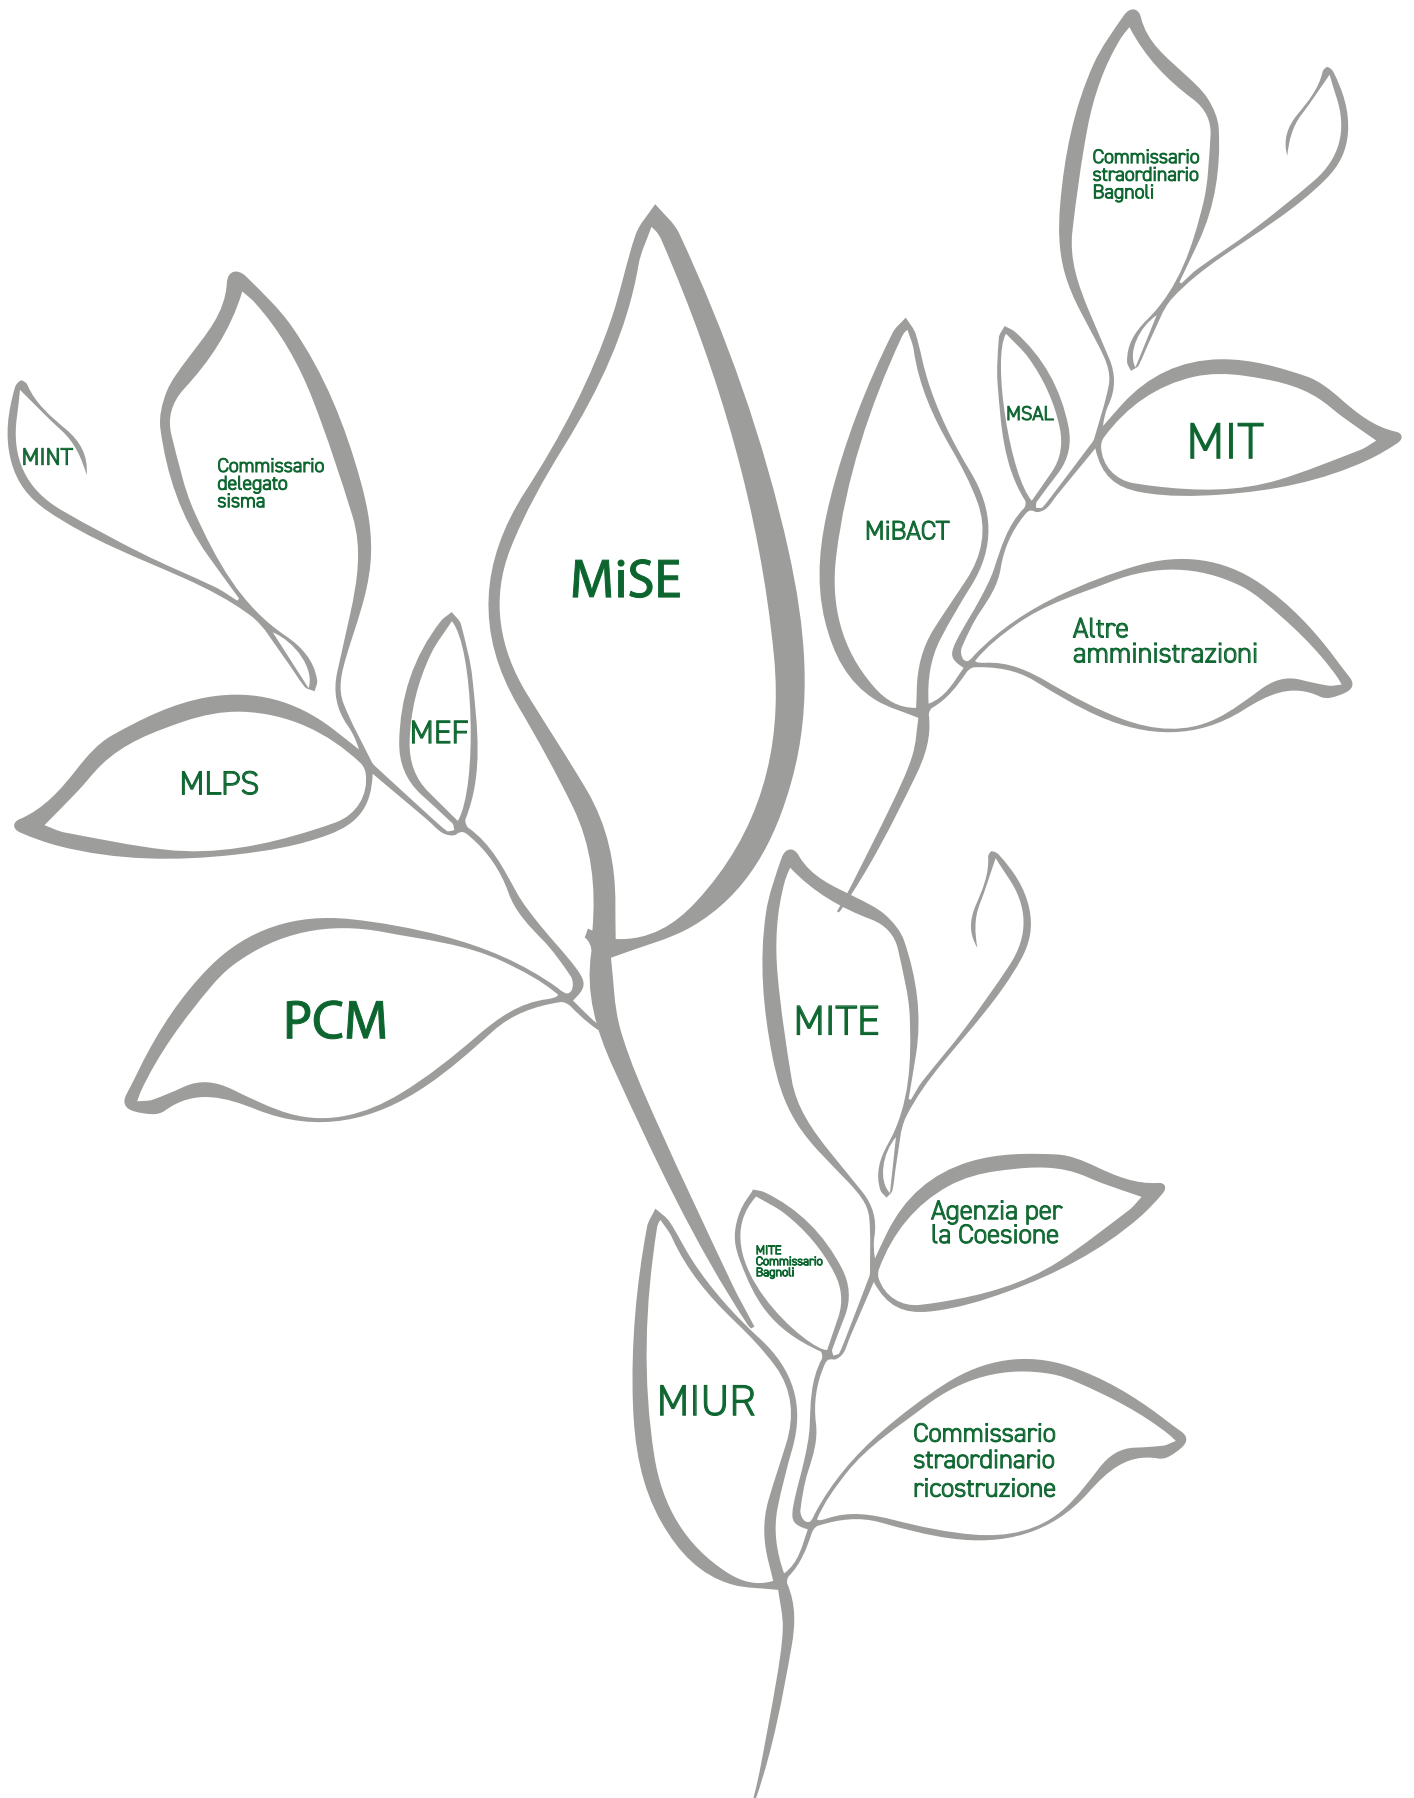 Commissario
straordinario
Bagnoli
MSAL
MIT
MINT
Commissario
delegato
sisma
MiBACT
MiSE
Altre
amministrazioni
MEF
MLPS
PCM
MITE
Agenzia per
la Coesione
MITE
Commissario
Bagnoli
MIUR
Commissario
straordinario
ricostruzione